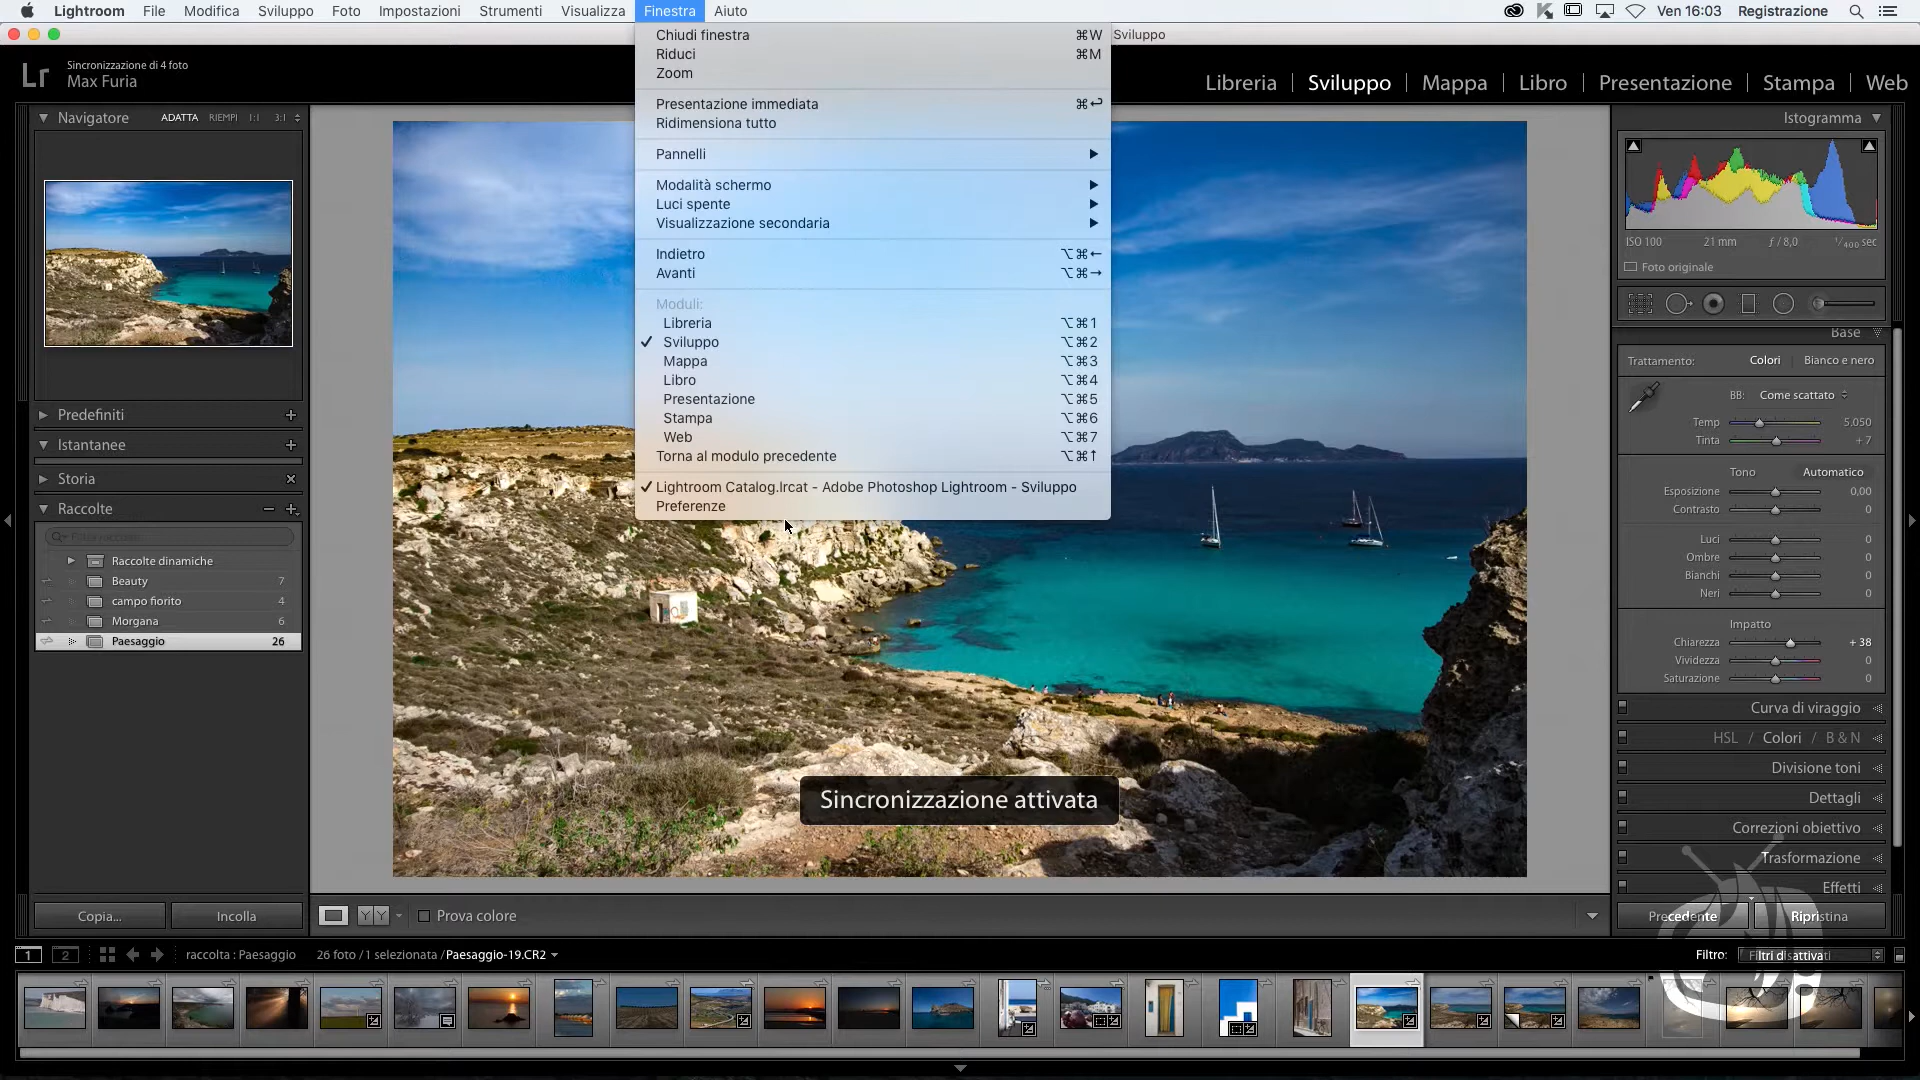 Lightroom File Modifica Sviluppo Foto Impostazioni Strumenti Visualizza Finestra Aiuto Ven 16:03 Registrazione
Sviluppo
Sincronizzazione di 4 foto
Max Furia
Lr
Libreria Sviluppo Mappa Libro Presentazione Stampa Web
Chiudi finestra ⌘W
Riduci ⌘M
Zoom
Presentazione immediata ⌘↩
Ridimensiona tutto
Pannelli
Modalità schermo
Luci spente
Visualizzazione secondaria
Indietro ⌥⌘←
Avanti ⌥⌘→
Moduli:
Libreria ⌥⌘1
Sviluppo ⌥⌘2
Mappa ⌥⌘3
Libro ⌥⌘4
Presentazione ⌥⌘5
Stampa ⌥⌘6
Web ⌥⌘7
Torna al modulo precedente ⌥⌘↑
Lightroom Catalog.lrcat - Adobe Photoshop Lightroom - Sviluppo
Preferenze
Navigatore ADATTA RIEMPI 1:1 3:1
Predefiniti
Istantanee
Storia
Raccolte
Raccolte dinamiche
Beauty 7
campo fiorito 4
Morgana 6
Paesaggio 26
Copia... Incolla
Sincronizzazione attivata
Prova colore
Istogramma
ISO 100 21 mm ƒ / 8,0 1/400 sec
Foto originale
Base
Trattamento: Colori Bianco e nero
BB: Come scattato
Temp 5.050
Tinta + 7
Tono Automatico
Esposizione 0,00
Contrasto 0
Luci 0
Ombre 0
Bianchi 0
Neri 0
Impatto
Chiarezza + 38
Vividezza 0
Saturazione 0
Curva di viraggio
HSL / Colori / B & N
Divisione toni
Dettagli
Correzioni obiettivo
Trasformazione
Effetti
Precedente Ripristina
1 2 raccolta : Paesaggio 26 foto / 1 selezionata / Paesaggio-19.CR2 Filtro: Filtri disattivati